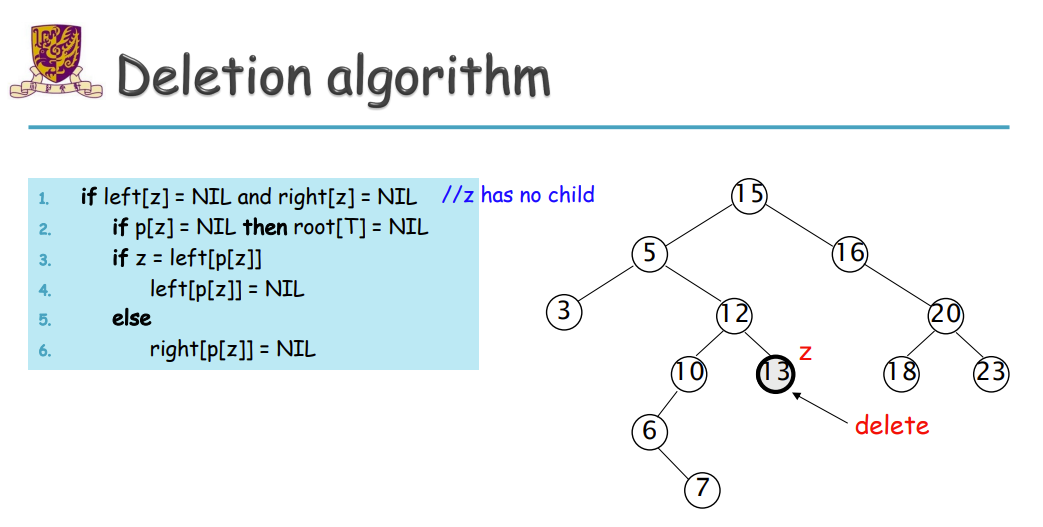 Deletion algorithm
1. if left[z] = NIL and right[z] = NIL //z has no child
2. if p[z] = NIL then root[T] = NIL
3. if z = left[p[z]]
4. left[p[z]] = NIL
5. else
6. right[p[z]] = NIL
15
5 16
3 12 20
z
10 13 18 23
delete
6
7